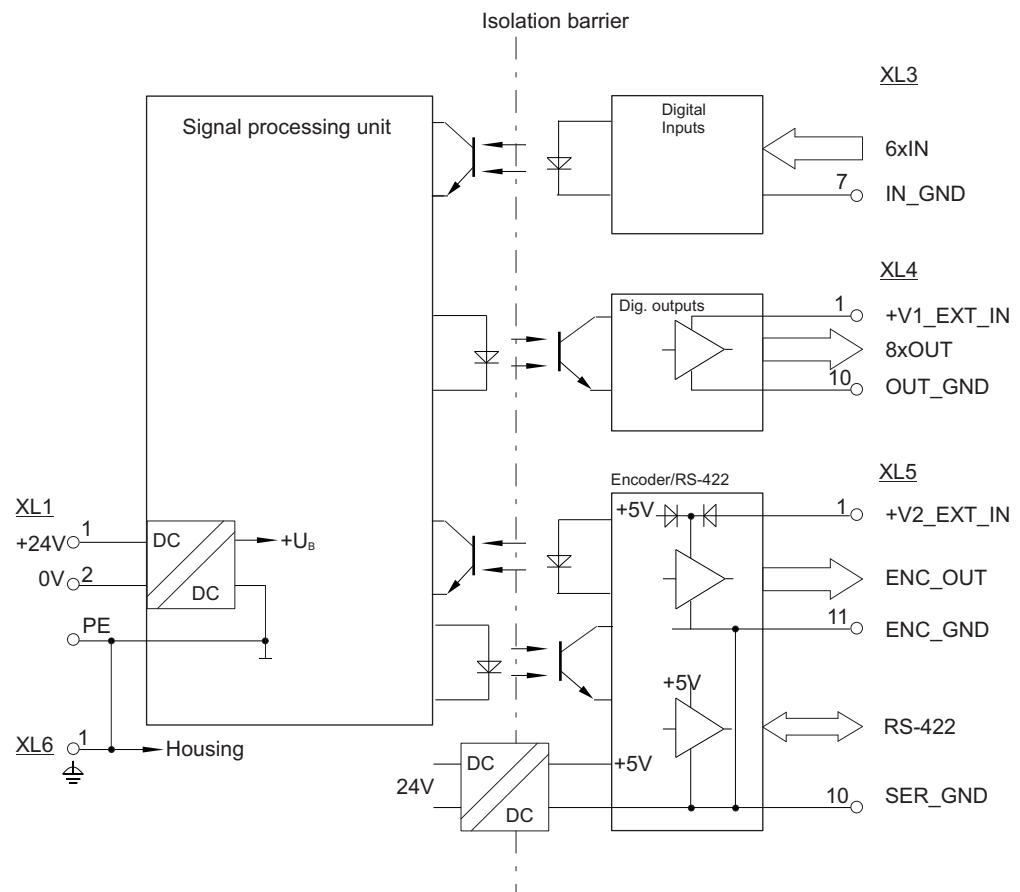 Isolation barrier
XL3
Signal processing unit
Digital
Inputs
6xIN
7
IN_GND
XL4
Dig. outputs
1
+V1_EXT_IN
8xOUT
10
OUT_GND
Encoder/RS-422
XL5
+5V
1
+V2_EXT_IN
XL1
+24V
1
DC
DC
+UB
0V
2
ENC_OUT
11
ENC_GND
PE
+5V
RS-422
XL6
1
Housing
24V
DC
DC
+5V
10
SER_GND